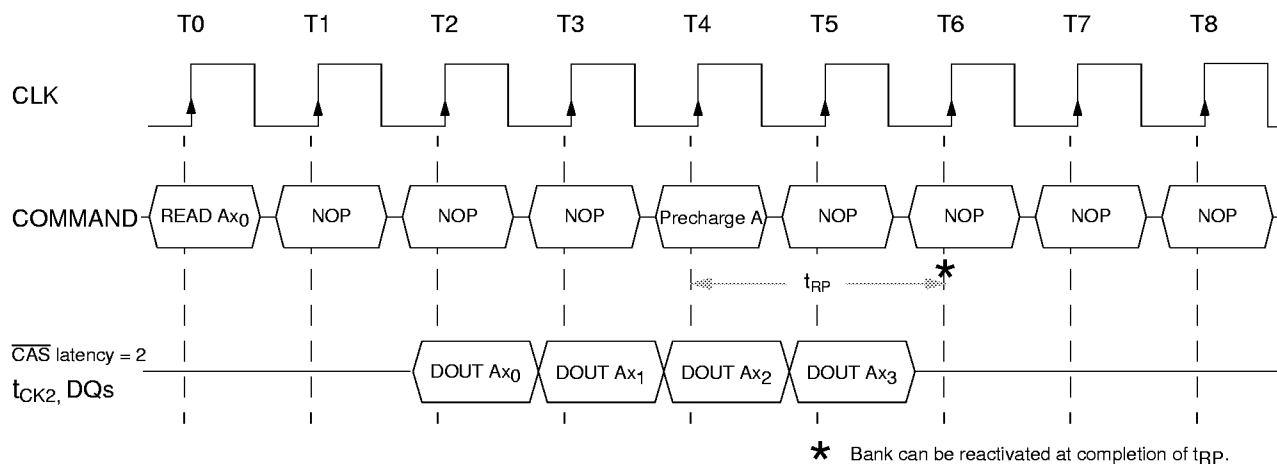 T0 T1 T2 T3 T4 T5 T6 T7 T8
CLK
COMMAND READ Ax0 NOP NOP NOP Precharge A NOP NOP NOP NOP
*
tRP
CAS latency = 2
tCK2, DQs DOUT Ax0 DOUT Ax1 DOUT Ax2 DOUT Ax3
* Bank can be reactivated at completion of tRP.